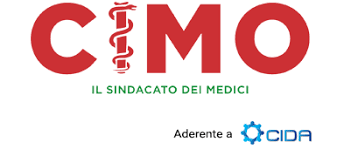 CIMO
IL SINDACATO DEI MEDICI
Aderente a CIDA